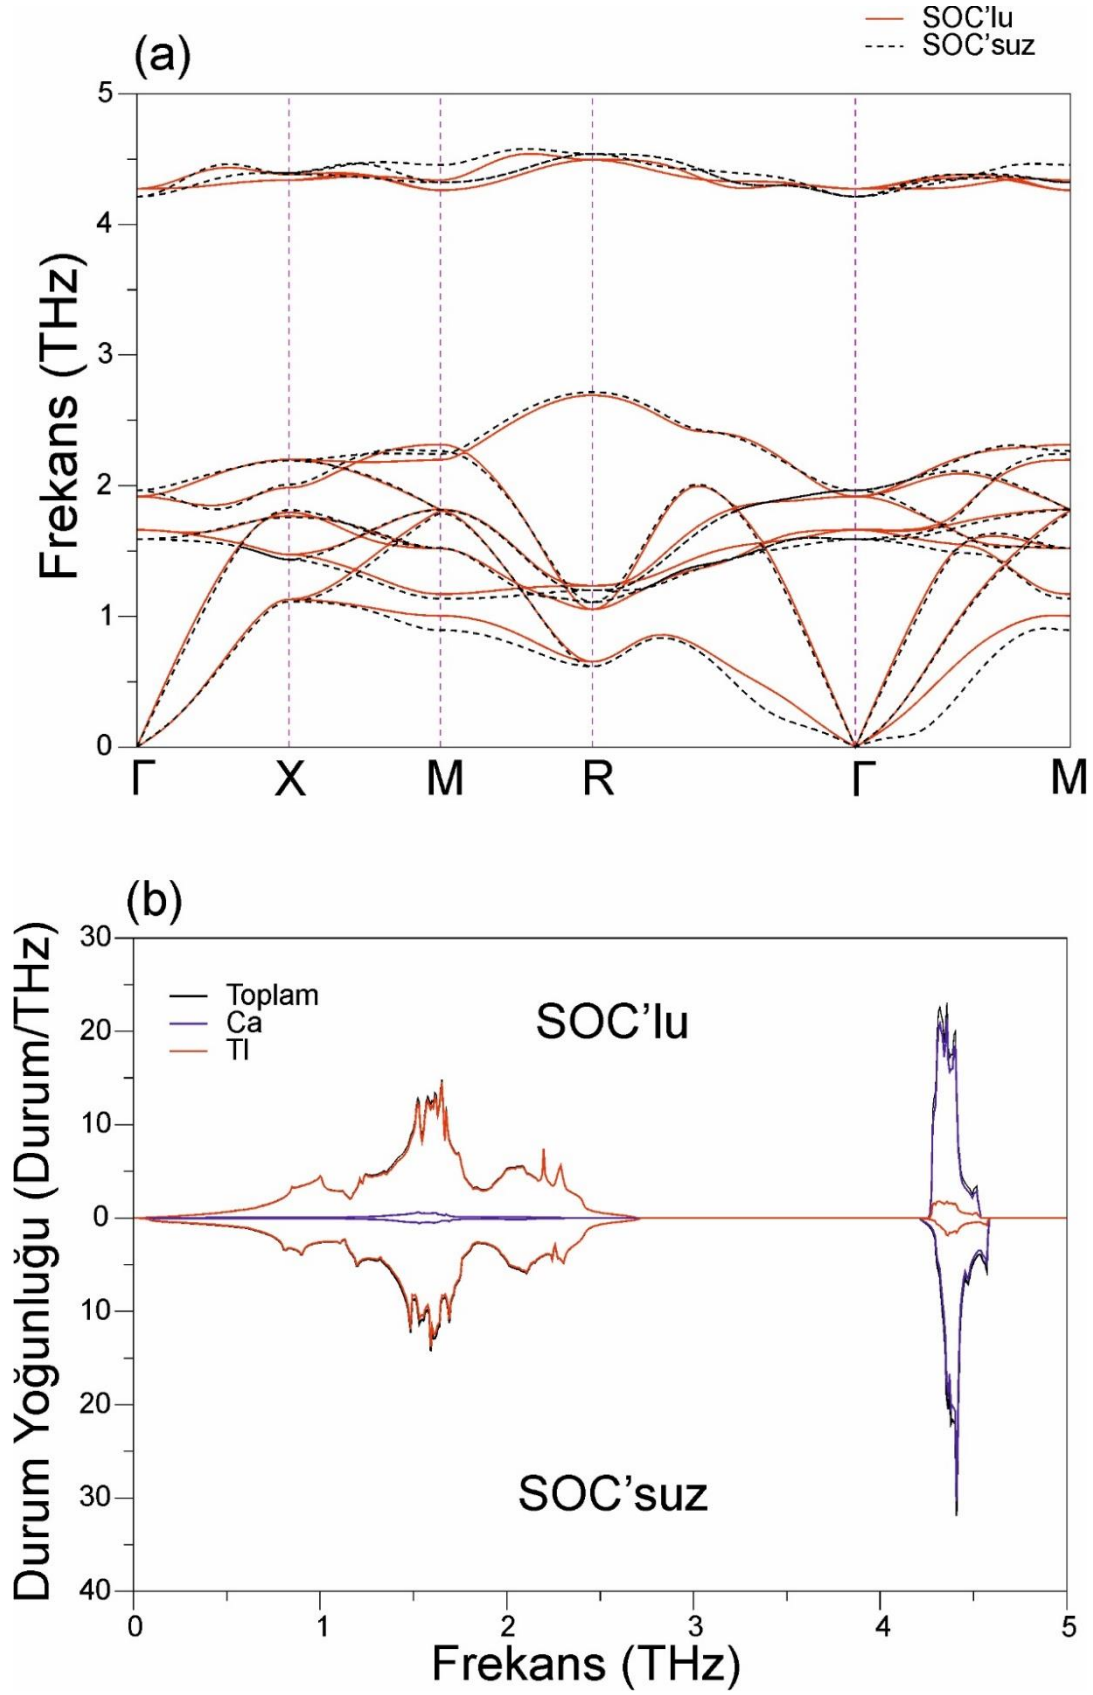 SOC'lu
SOC'suz
(a)
Frekans (THz)
5
4
3
2
1
0
Γ X M R Γ M
(b)
Durum Yoğunluğu (Durum/THz)
30
20
10
0
10
20
30
40
Toplam
Ca
Tl
SOC'lu
SOC'suz
0 1 2 3 4 5
Frekans (THz)